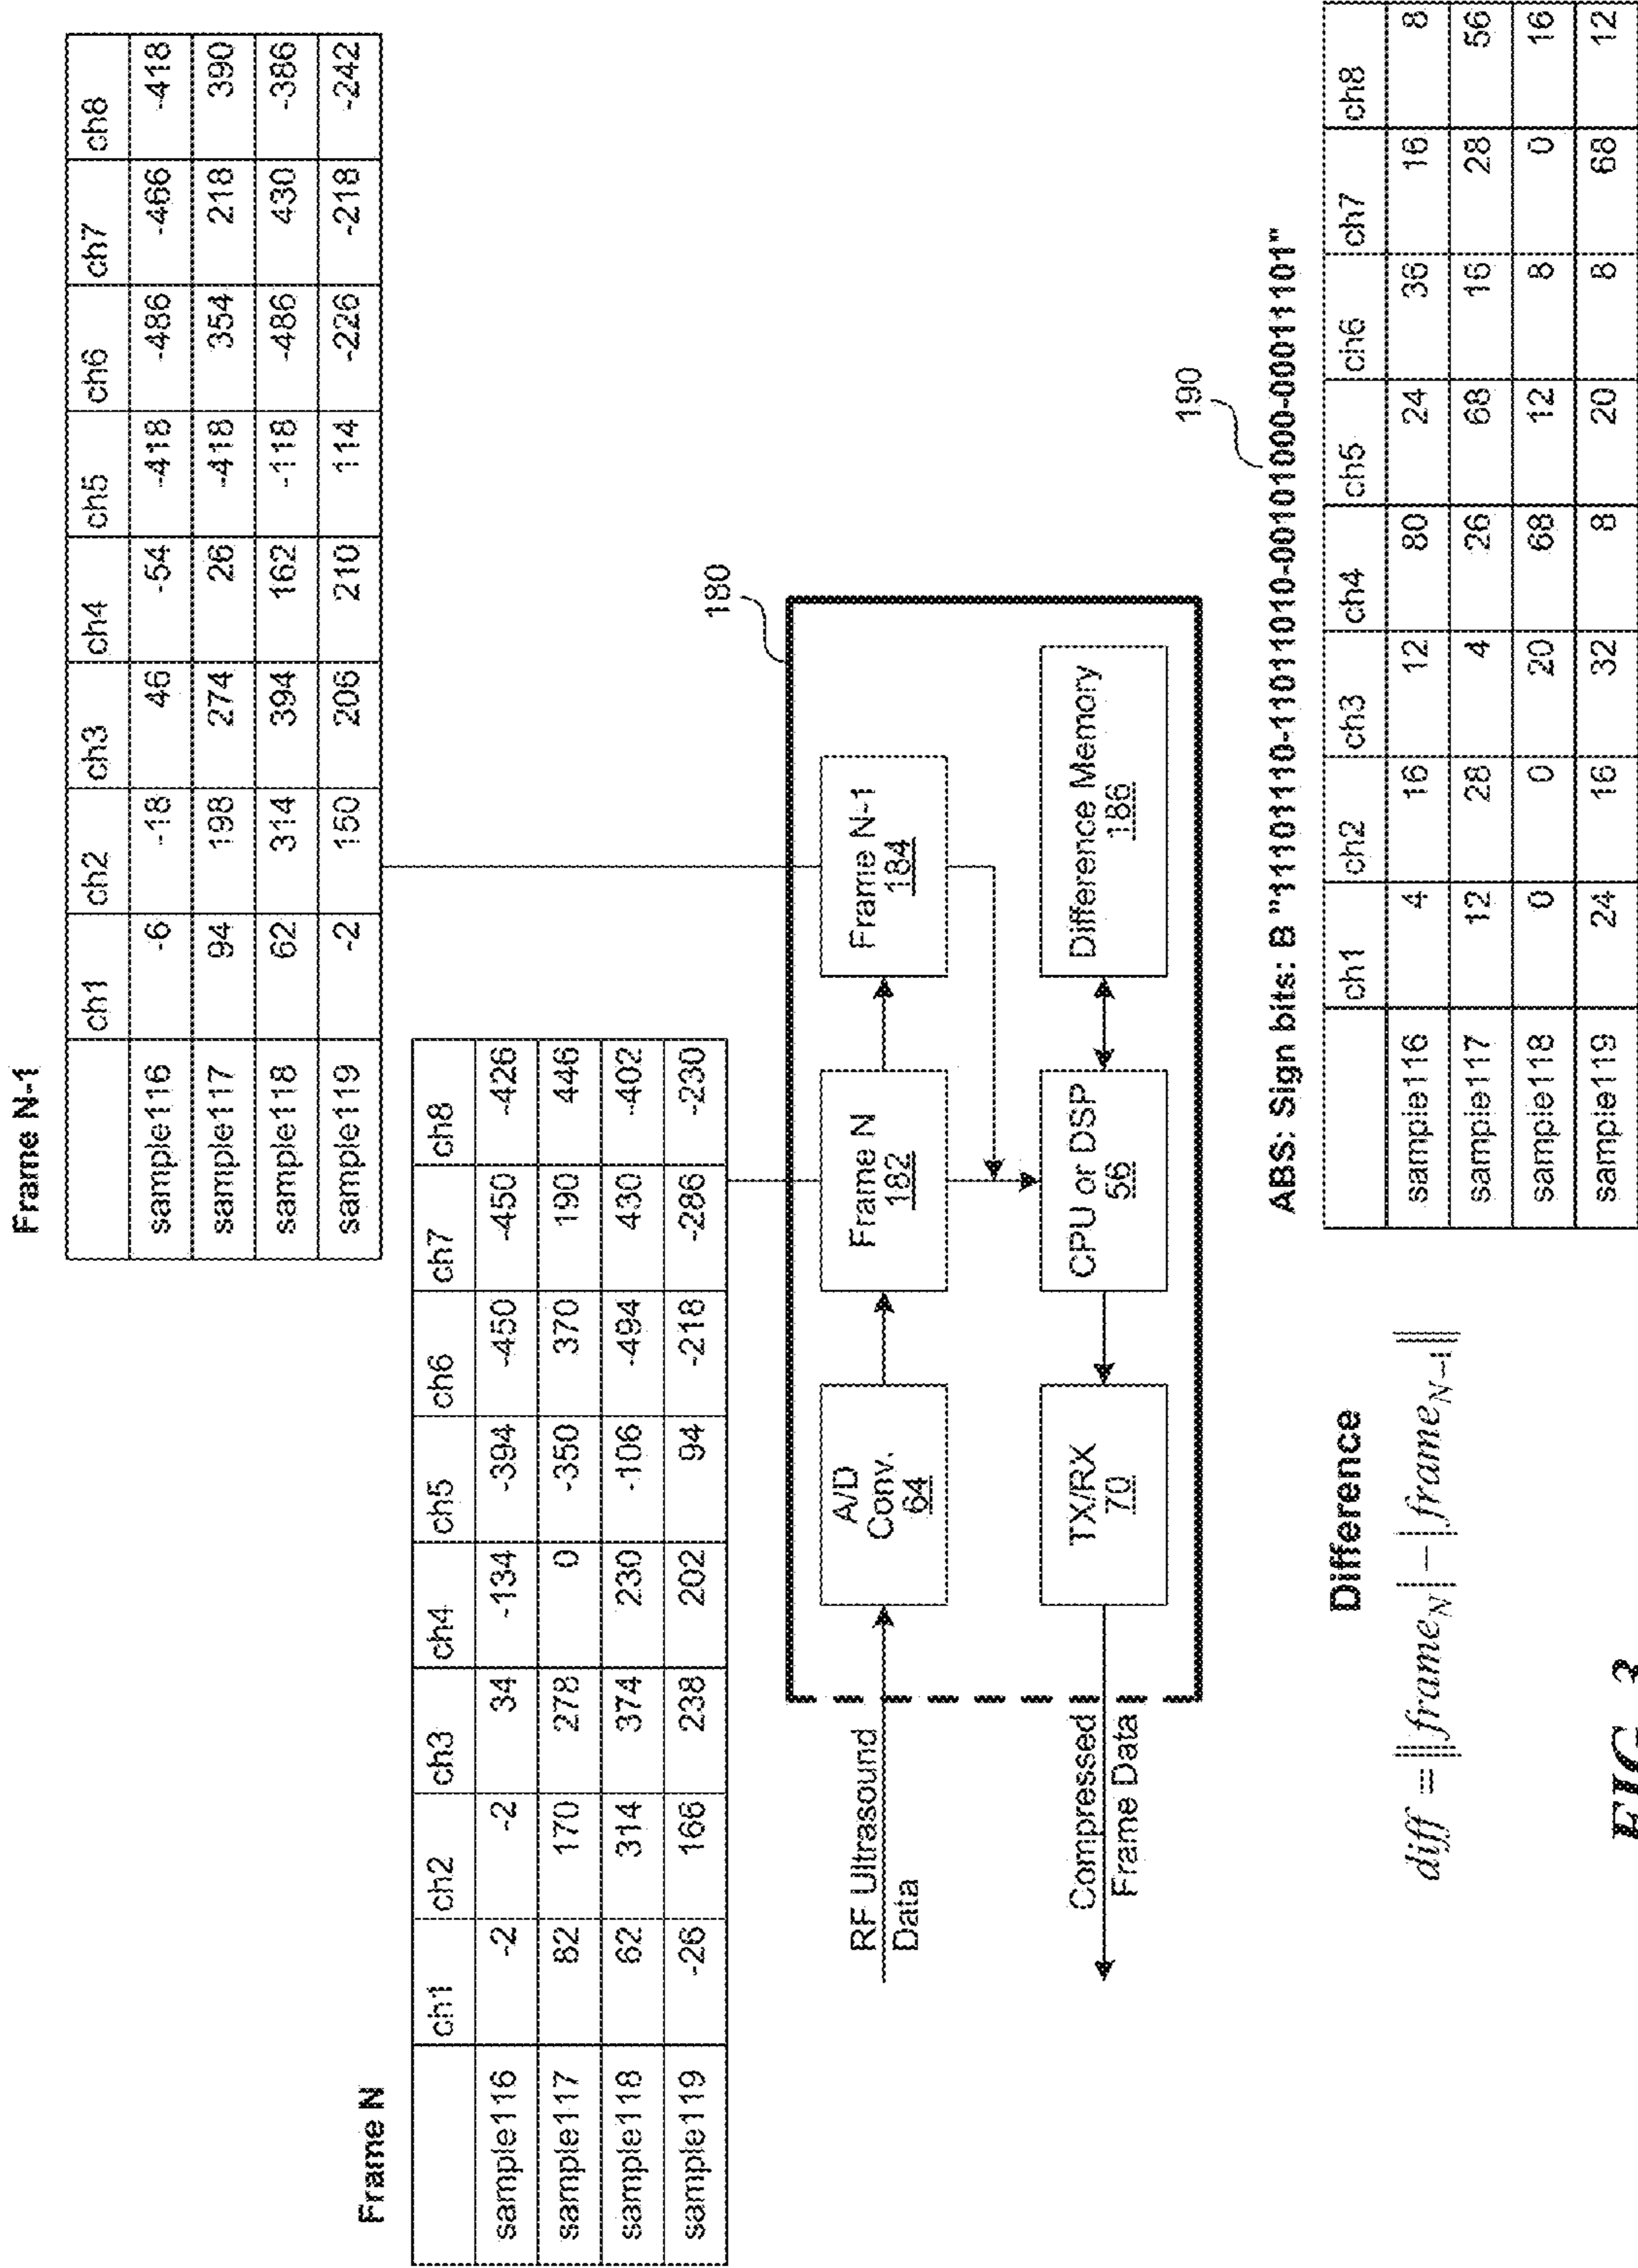 Frame N-1
ch1 ch2 ch3 ch4 ch5 ch6 ch7 ch8
sample116 -6 -18 46 -54 -418 -486 -466 -418
sample117 94 198 274 26 -418 354 218 390
sample118 62 314 394 162 -118 -486 430 -386
sample119 -2 150 206 210 114 -226 -218 -242
Frame N
ch1 ch2 ch3 ch4 ch5 ch6 ch7 ch8
sample116 -2 -2 34 -134 -394 -450 -450 -426
sample117 82 170 278 0 -350 370 190 446
sample118 62 314 374 230 -106 -494 430 -402
sample119 -26 166 238 202 94 -218 -286 -230
180
RF Ultrasound
Data
A/D
Conv.
64
Frame N
182
Frame N-1
184
Compressed
Frame Data
TX/RX
70
CPU or DSP
56
Difference Memory
186
190
ABS: Sign bits: B "11101110-11011010-00101000-00011101"
Difference
diff = ||frame_N| - |frame_{N-1}||
ch1 ch2 ch3 ch4 ch5 ch6 ch7 ch8
sample116 4 16 12 80 24 36 16 8
sample117 12 28 4 26 68 16 28 56
sample118 0 0 20 68 12 8 0 16
sample119 24 16 32 8 20 8 68 12
FIG. 3